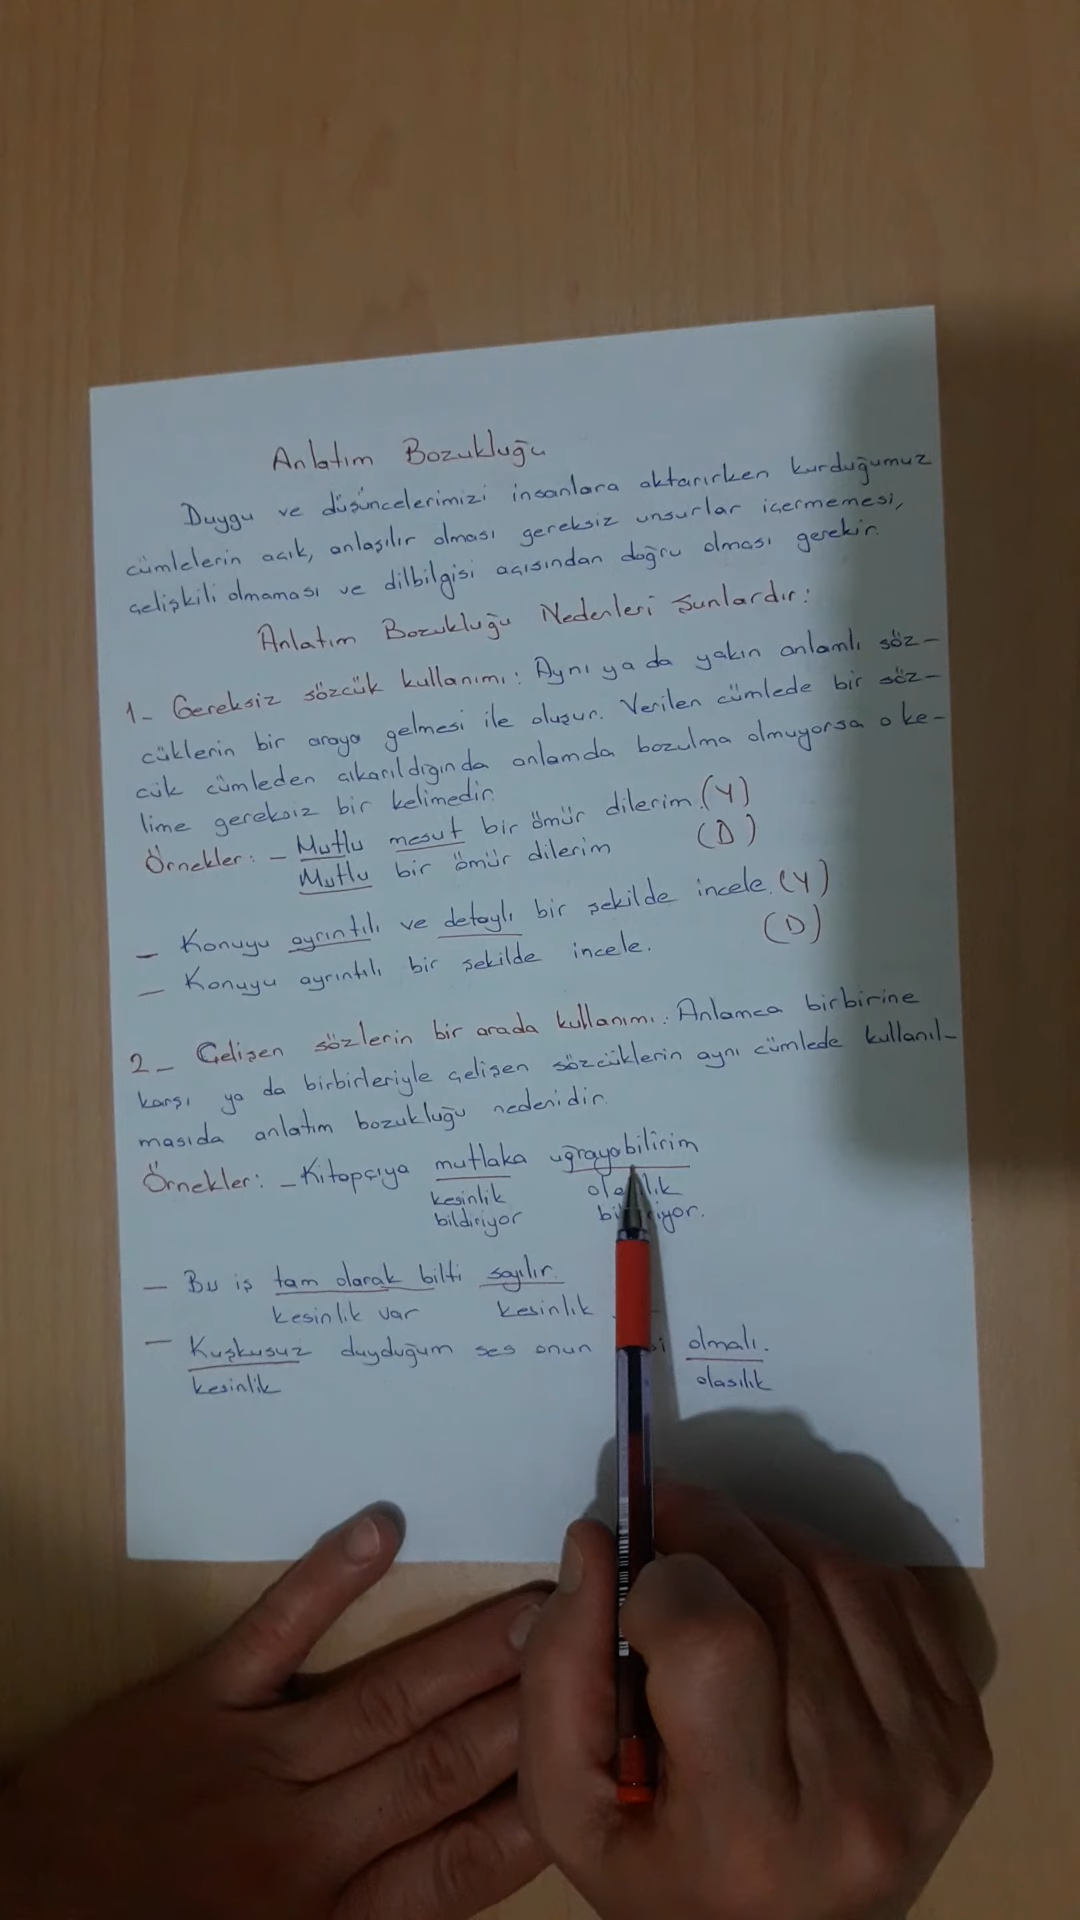 Anlatım Bozukluğu
Duygu ve düşüncelerimizi insanlara aktarırken kurduğumuz
cümlelerin açık, anlaşılır olması gereksiz unsurlar içermemesi,
çelişkili olmaması ve dilbilgisi açısından doğru olması gerekir.
Anlatım Bozukluğu Nedenleri Şunlardır:
1- Gereksiz sözcük kullanımı: Aynı ya da yakın anlamlı söz-
cüklerin bir araya gelmesi ile oluşur. Verilen cümlede bir söz-
cük cümleden çıkarıldığında anlamda bozulma olmuyorsa o ke-
lime gereksiz bir kelimedir.
Örnekler: - Mutlu mesut bir ömür dilerim. (Y)
Mutlu bir ömür dilerim (D)
- Konuyu ayrıntılı ve detaylı bir şekilde incele. (Y)
- Konuyu ayrıntılı bir şekilde incele. (D)
2- Çelişen sözlerin bir arada kullanımı: Anlamca birbirine
karşı ya da birbirleriyle çelişen sözcüklerin aynı cümlede kullanıl-
masıda anlatım bozukluğu nedenidir.
Örnekler: - Kitapçıya mutlaka uğrayabilirim
kesinlik
bildiriyor
- Bu iş tam olarak bitti sayılır.
kesinlik var kesinlik
- Kuşkusuz duyduğum ses onun olmalı.
kesinlik olasılık